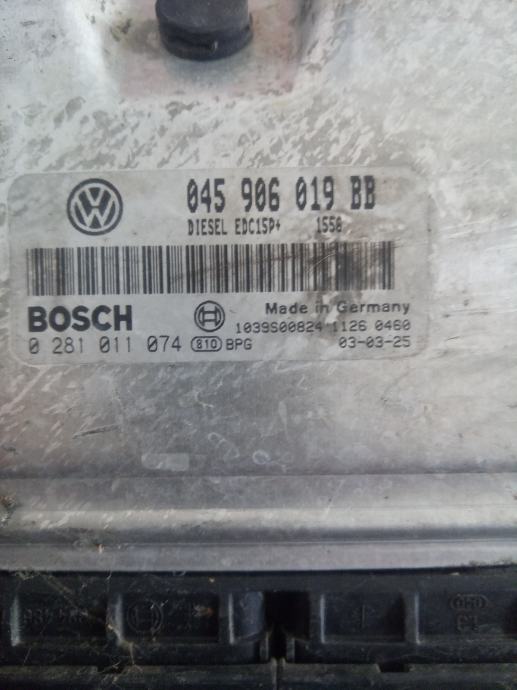 045 906 019 BB
DIESEL EDC15P+ 1558
BOSCH
Made in Germany
1039S00824 1126 0460
0 281 011 074 810 BPG 03-03-25